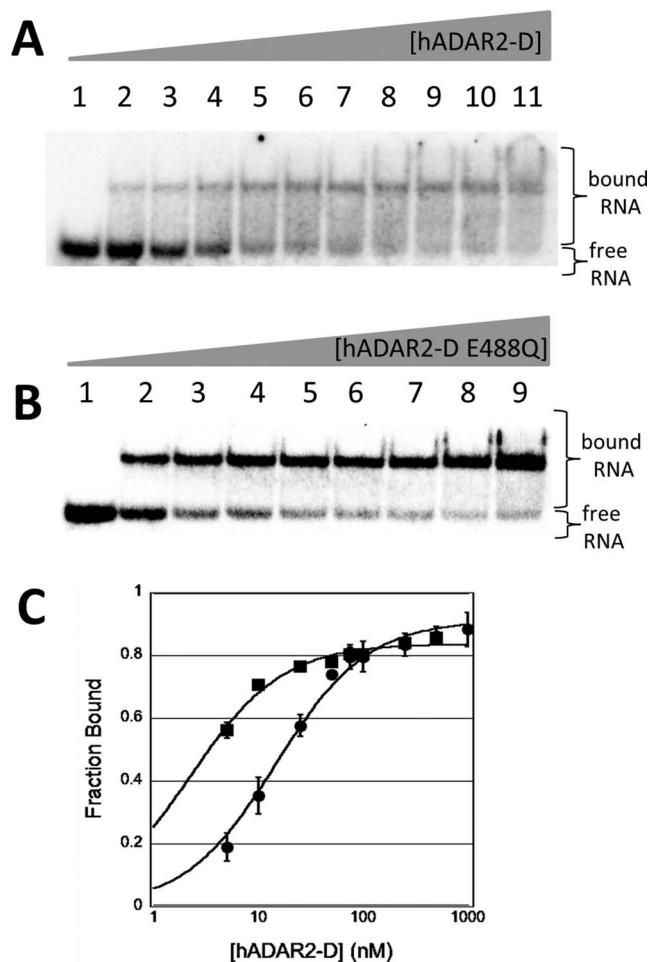 A
[hADAR2-D]
1 2 3 4 5 6 7 8 9 10 11
bound
RNA
free
RNA
[hADAR2-D E488Q]
B
1 2 3 4 5 6 7 8 9
bound
RNA
free
RNA
C
1
0.8
0.6
0.4
0.2
0
Fraction Bound
1 10 100 1000
[hADAR2-D] (nM)